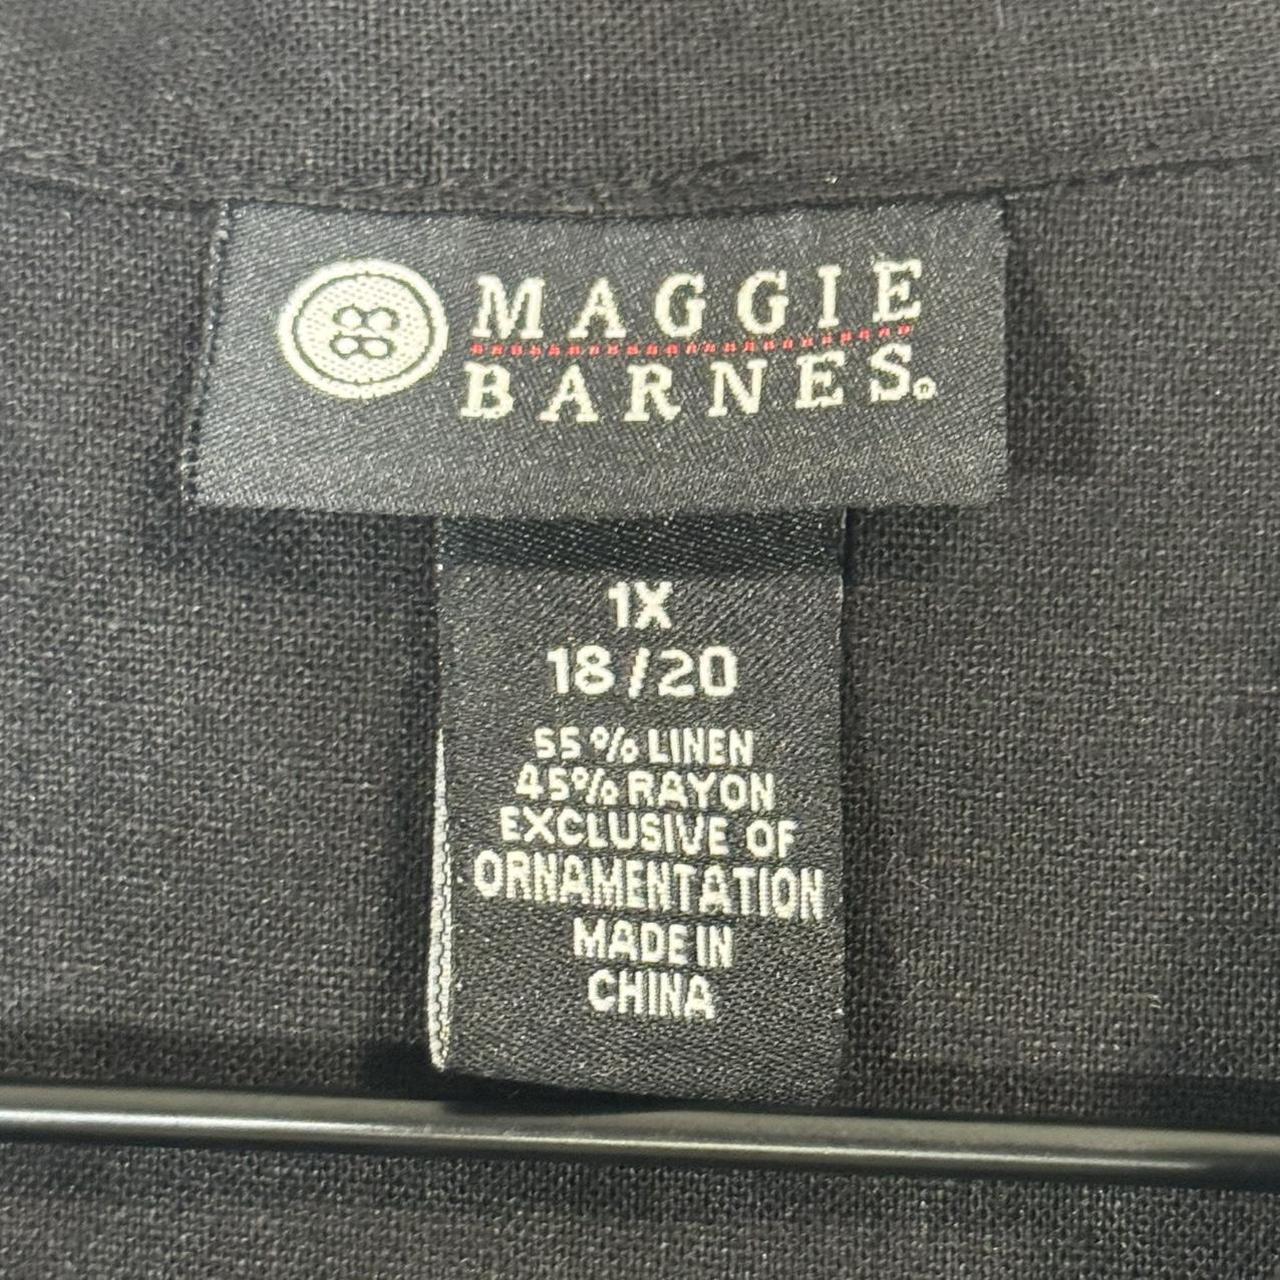 MAGGIE
BARNES®
1X
18/20
55% LINEN
45% RAYON
EXCLUSIVE OF
ORNAMENTATION
MADE IN
CHINA